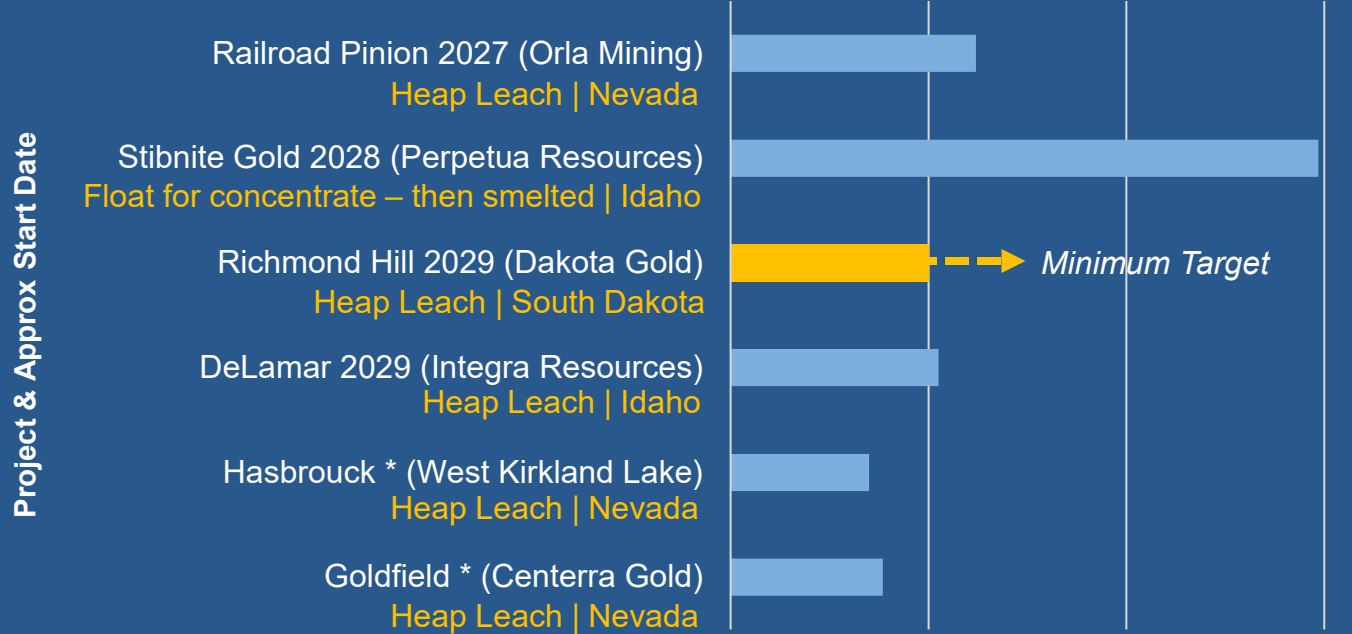 Project & Approx Start Date
Railroad Pinion 2027 (Orla Mining)
Heap Leach | Nevada
Stibnite Gold 2028 (Perpetua Resources)
Float for concentrate – then smelted | Idaho
Richmond Hill 2029 (Dakota Gold)
Minimum Target
Heap Leach | South Dakota
DeLamar 2029 (Integra Resources)
Heap Leach | Idaho
Hasbrouck * (West Kirkland Lake)
Heap Leach | Nevada
Goldfield * (Centerra Gold)
Heap Leach | Nevada